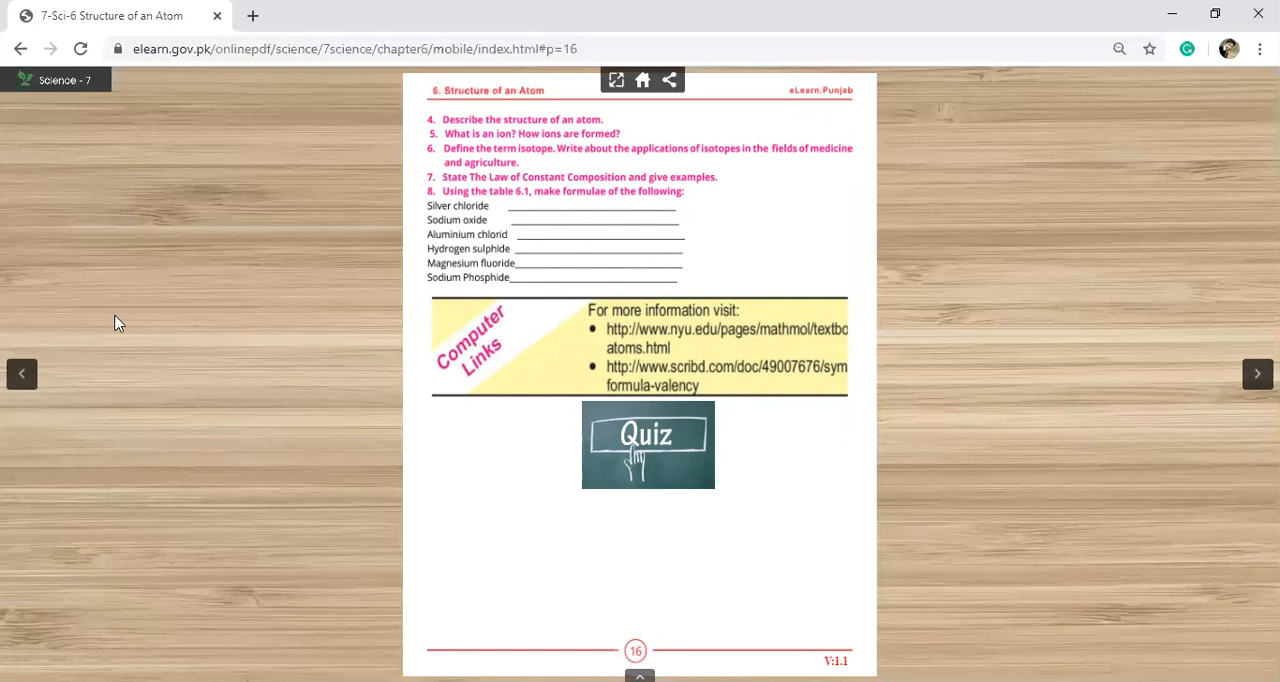 7-Sci-6 Structure of an Atom
elearn.gov.pk/onlinepdf/science/7science/chapter6/mobile/index.html#p=16
Science - 7
6. Structure of an Atom
eLearn.Punjab
4. Describe the structure of an atom.
5. What is an ion? How ions are formed?
6. Define the term isotope. Write about the applications of isotopes in the fields of medicine
and agriculture.
7. State The Law of Constant Composition and give examples.
8. Using the table 6.1, make formulae of the following:
Silver chloride ______________________________
Sodium oxide ______________________________
Aluminium chlorid ______________________________
Hydrogen sulphide ______________________________
Magnesium fluoride______________________________
Sodium Phosphide______________________________
Computer
Links
For more information visit:
• http://www.nyu.edu/pages/mathmol/textbo
atoms.html
• http://www.scribd.com/doc/49007676/sym
formula-valency
Quiz
16
V:1.1